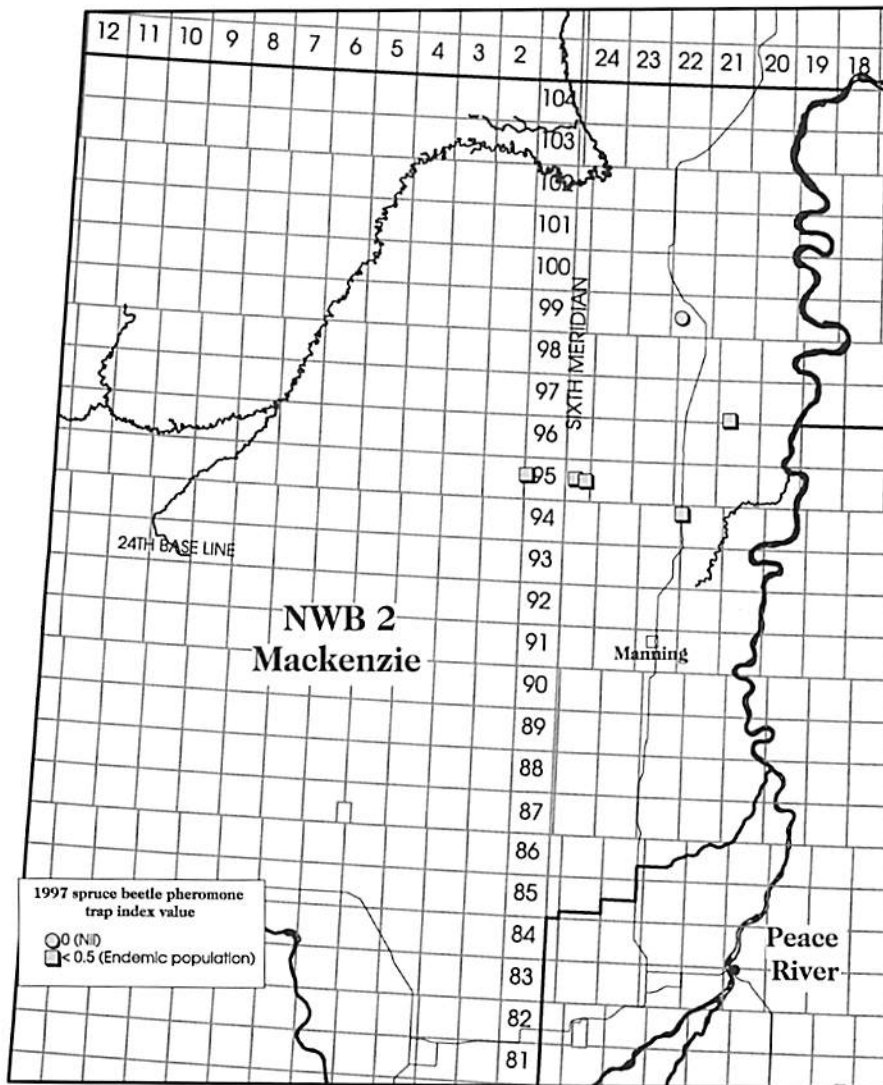 12 11 10 9 8 7 6 5 4 3 2 24 23 22 21 20 19 18
104
103
102
101
100
99
98
97
96
95
94
93
92
91
90
89
88
87
86
85
84
83
82
81
SIXTH MERIDIAN
24TH BASE LINE
NWB 2
Mackenzie
Manning
1997 spruce beetle pheromone
trap index value
0 (Nil)
< 0.5 (Endemic population)
Peace
River